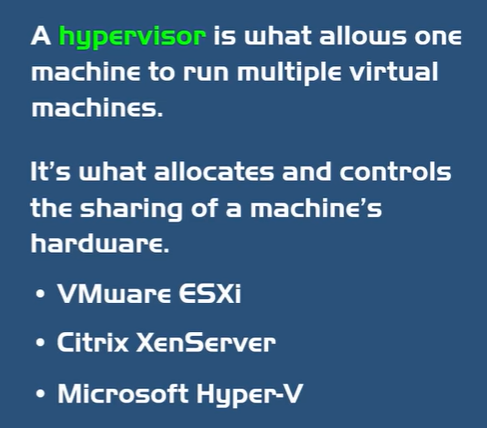 A hypervisor is what allows one
machine to run multiple virtual
machines.
It's what allocates and controls
the sharing of a machine's
hardware.
• VMware ESXi
• Citrix XenServer
• Microsoft Hyper-V